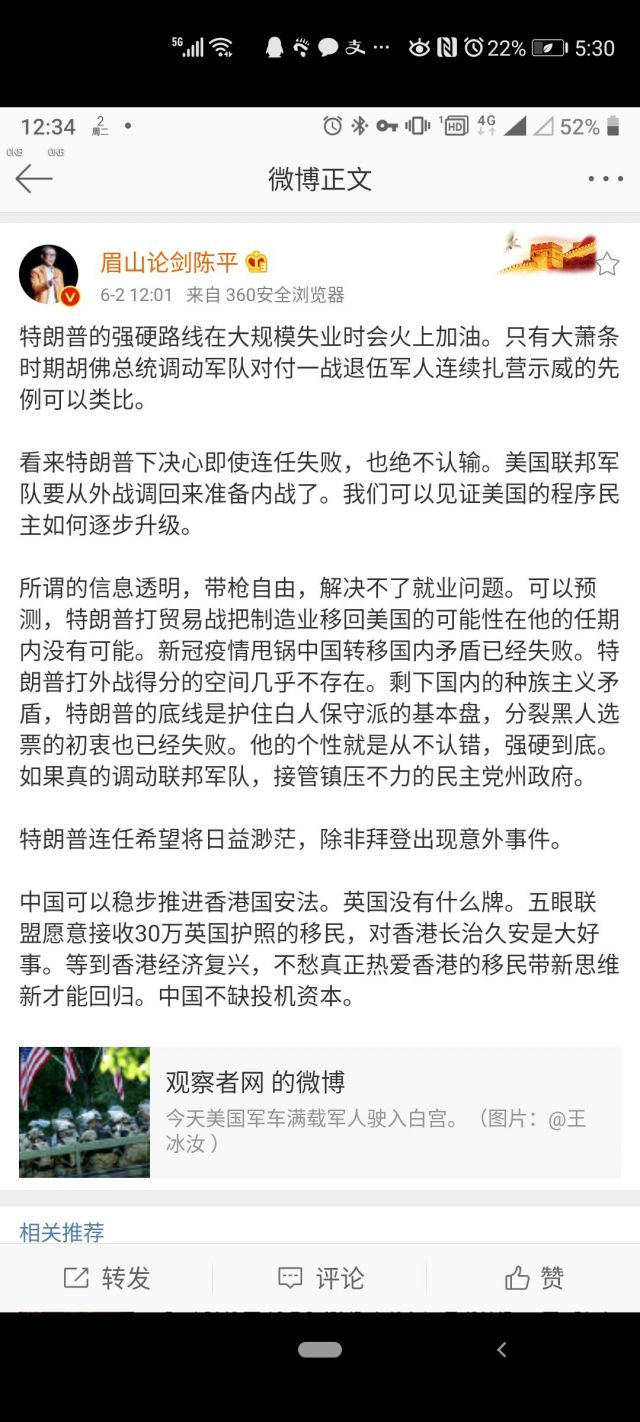 5G 22% 5:30
12:34 2 周二 • 1 HD 4G 52%
0KB 0KB
微博正文
眉山论剑陈平
6-2 12:01 来自 360安全浏览器
特朗普的强硬路线在大规模失业时会火上加油。只有大萧条
时期胡佛总统调动军队对付一战退伍军人连续扎营示威的先
例可以类比。
看来特朗普下决心即使连任失败，也绝不认输。美国联邦军
队要从外战调回来准备内战了。我们可以见证美国的程序民
主如何逐步升级。
所谓的信息透明，带枪自由，解决不了就业问题。可以预
测，特朗普打贸易战把制造业移回美国的可能性在他的任期
内没有可能。新冠疫情甩锅中国转移国内矛盾已经失败。特
朗普打外战得分的空间几乎不存在。剩下国内的种族主义矛
盾，特朗普的底线是护住白人保守派的基本盘，分裂黑人选
票的初衷也已经失败。他的个性就是从不认错，强硬到底。
如果真的调动联邦军队，接管镇压不力的民主党州政府。
特朗普连任希望将日益渺茫，除非拜登出现意外事件。
中国可以稳步推进香港国安法。英国没有什么牌。五眼联
盟愿意接收30万英国护照的移民，对香港长治久安是大好
事。等到香港经济复兴，不愁真正热爱香港的移民带新思维
新才能回归。中国不缺投机资本。
观察者网 的微博
今天美国军车满载军人驶入白宫。（图片：@王
冰汝 ）
相关推荐
转发 评论 赞